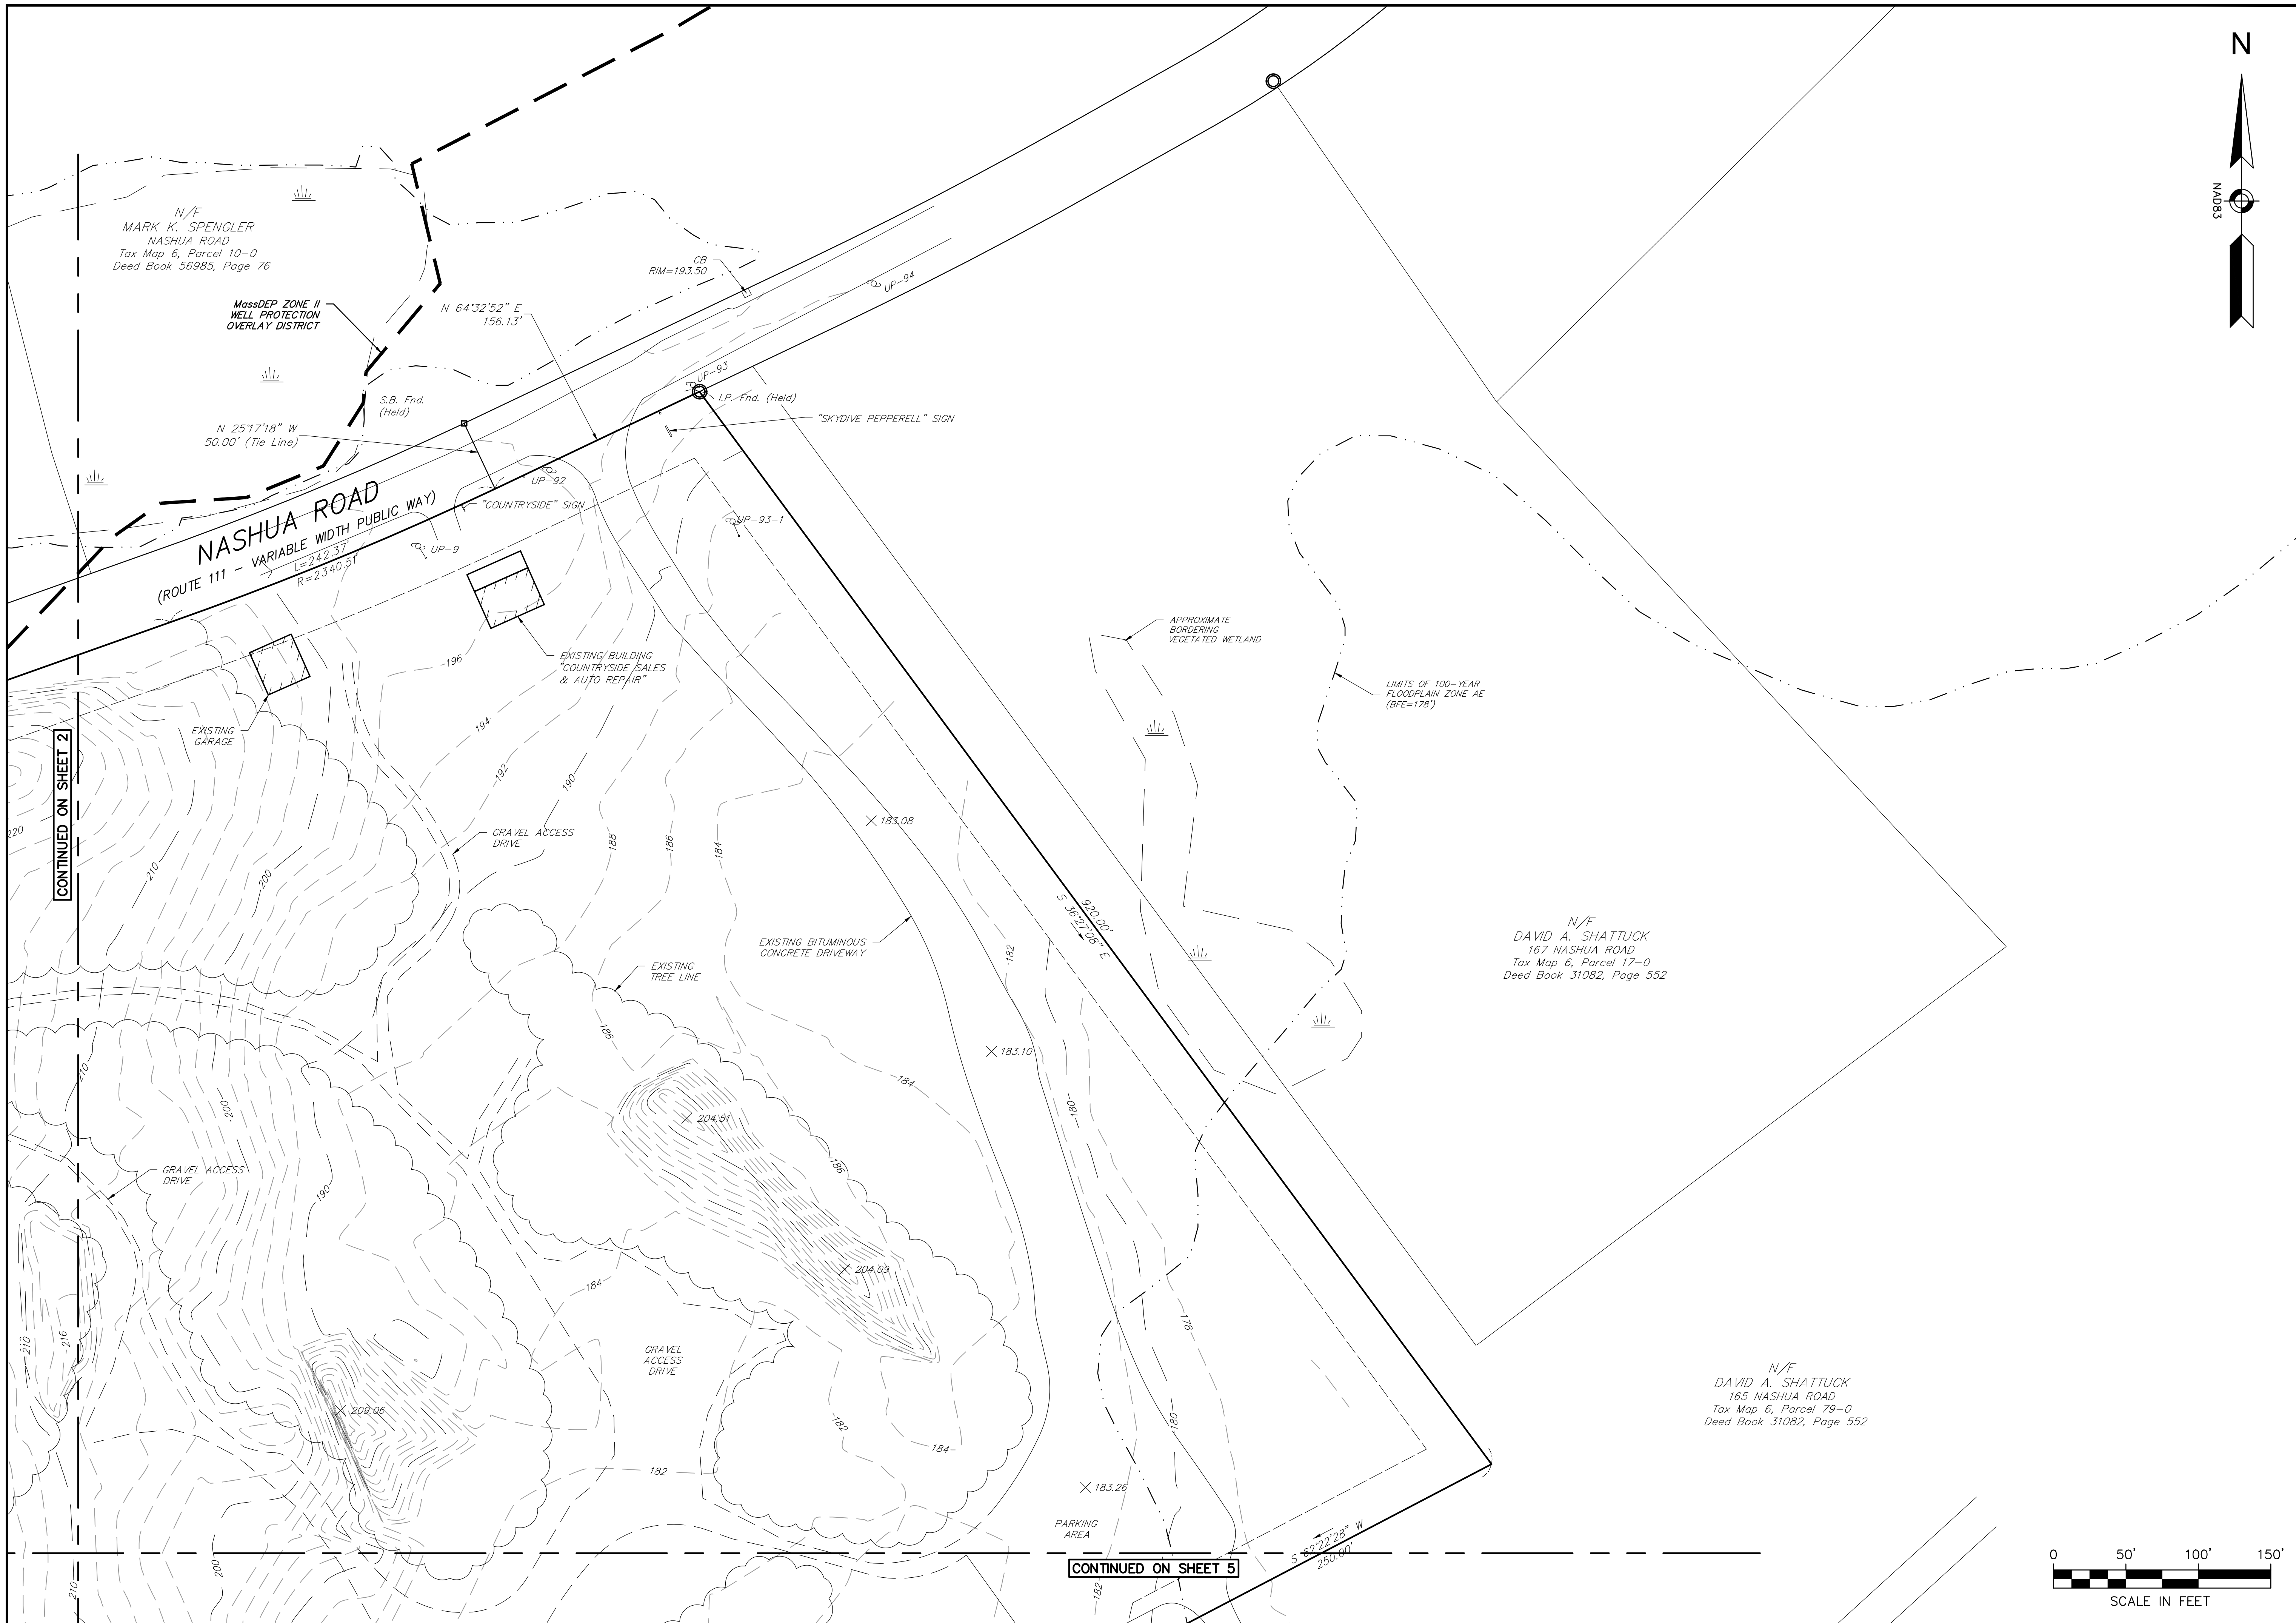 N
NAD83
N/F
MARK K. SPENGLER
NASHUA ROAD
Tax Map 6, Parcel 10-0
Deed Book 56985, Page 76
MassDEP ZONE II
WELL PROTECTION
OVERLAY DISTRICT
CB
RIM=193.50
UP-94
N 64°32'52" E
156.13'
UP-93
I.P. Fnd. (Held)
"SKYDIVE PEPPERELL" SIGN
S.B. Fnd.
(Held)
N 25°17'18" W
50.00' (Tie Line)
UP-92
"COUNTRYSIDE" SIGN
UP-93-1
NASHUA ROAD
(ROUTE 111 - VARIABLE WIDTH PUBLIC WAY)
L=242.37'
R=2340.51'
UP-9
EXISTING BUILDING
"COUNTRYSIDE SALES
& AUTO REPAIR"
EXISTING
GARAGE
APPROXIMATE
BORDERING
VEGETATED WETLAND
LIMITS OF 100-YEAR
FLOODPLAIN ZONE AE
(BFE=178')
196
194
192
190
188
186
184
220
210
200
CONTINUED ON SHEET 2
GRAVEL ACCESS
DRIVE
183.08
920.00'
S 36°27'08" E
N/F
DAVID A. SHATTUCK
167 NASHUA ROAD
Tax Map 6, Parcel 17-0
Deed Book 31082, Page 552
EXISTING BITUMINOUS
CONCRETE DRIVEWAY
182
EXISTING
TREE LINE
186
183.10
184
180
210
200
204.51
186
GRAVEL ACCESS
DRIVE
190
204.09
184
178
210
216
GRAVEL
ACCESS
DRIVE
209.06
182
184
180
182
183.26
PARKING
AREA
N/F
DAVID A. SHATTUCK
165 NASHUA ROAD
Tax Map 6, Parcel 79-0
Deed Book 31082, Page 552
S 62°22'28" W
250.00'
CONTINUED ON SHEET 5
200
210
182
0 50' 100' 150'
SCALE IN FEET